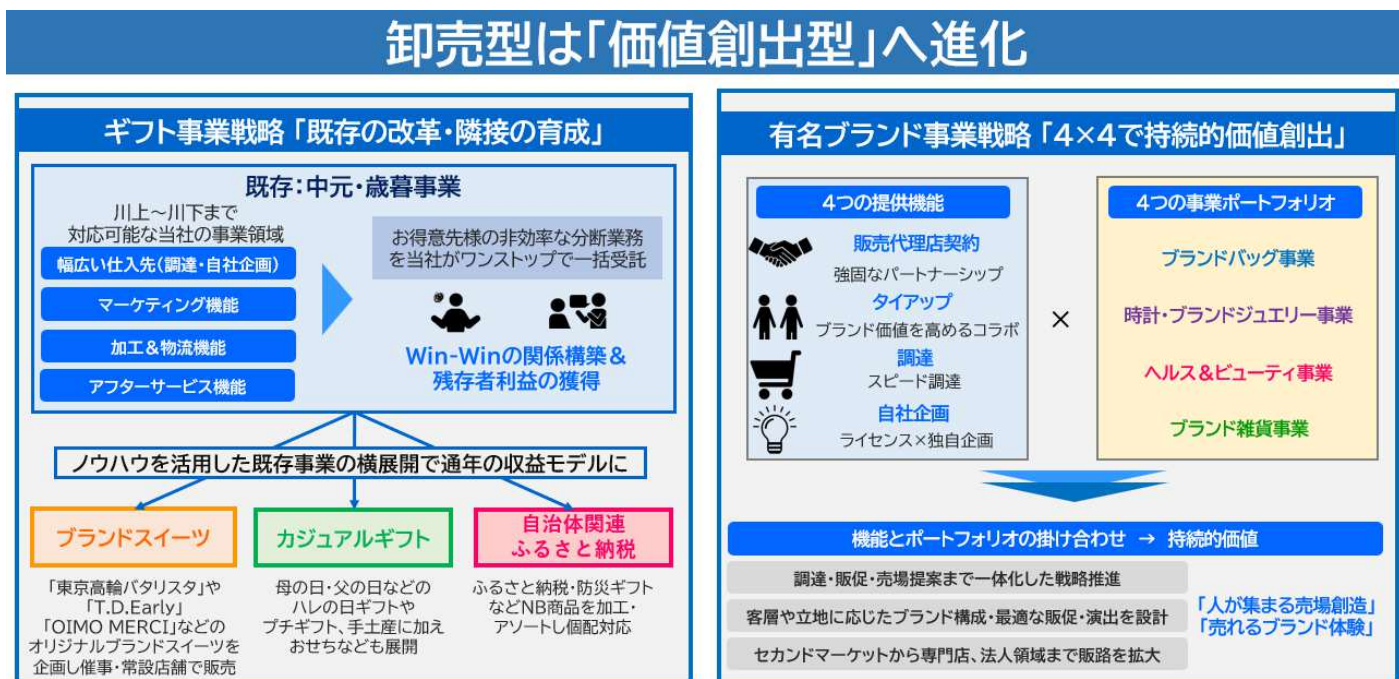 卸売型は「価値創出型」へ進化
ギフト事業戦略「既存の改革・隣接の育成」
既存：中元・歳暮事業
川上～川下まで
対応可能な当社の事業領域
幅広い仕入先（調達・自社企画）
マーケティング機能
加工＆物流機能
アフターサービス機能
お得意先様の非効率な分断業務
を当社がワンストップで一括受託
Win-Winの関係構築＆
残存者利益の獲得
ノウハウを活用した既存事業の横展開で通年の収益モデルに
ブランドスイーツ
「東京高輪バタリスタ」や
「T.D.Early」
「OIMO MERCI」などの
オリジナルブランドスイーツを
企画し催事・常設店舗で販売
カジュアルギフト
母の日・父の日などの
ハレの日ギフトや
プチギフト、手土産に加え
おせちなども展開
自治体関連
ふるさと納税
ふるさと納税・防災ギフト
などNB商品を加工・
アソートし個配対応
有名ブランド事業戦略「4×4で持続的価値創出」
4つの提供機能
販売代理店契約
強固なパートナーシップ
タイアップ
ブランド価値を高めるコラボ
調達
スピード調達
自社企画
ライセンス×独自企画
×
4つの事業ポートフォリオ
ブランドバッグ事業
時計・ブランドジュエリー事業
ヘルス＆ビューティ事業
ブランド雑貨事業
機能とポートフォリオの掛け合わせ → 持続的価値
調達・販促・売場提案まで一体化した戦略推進
客層や立地に応じたブランド構成・最適な販促・演出を設計
セカンドマーケットから専門店、法人領域まで販路を拡大
「人が集まる売場創造」
「売れるブランド体験」